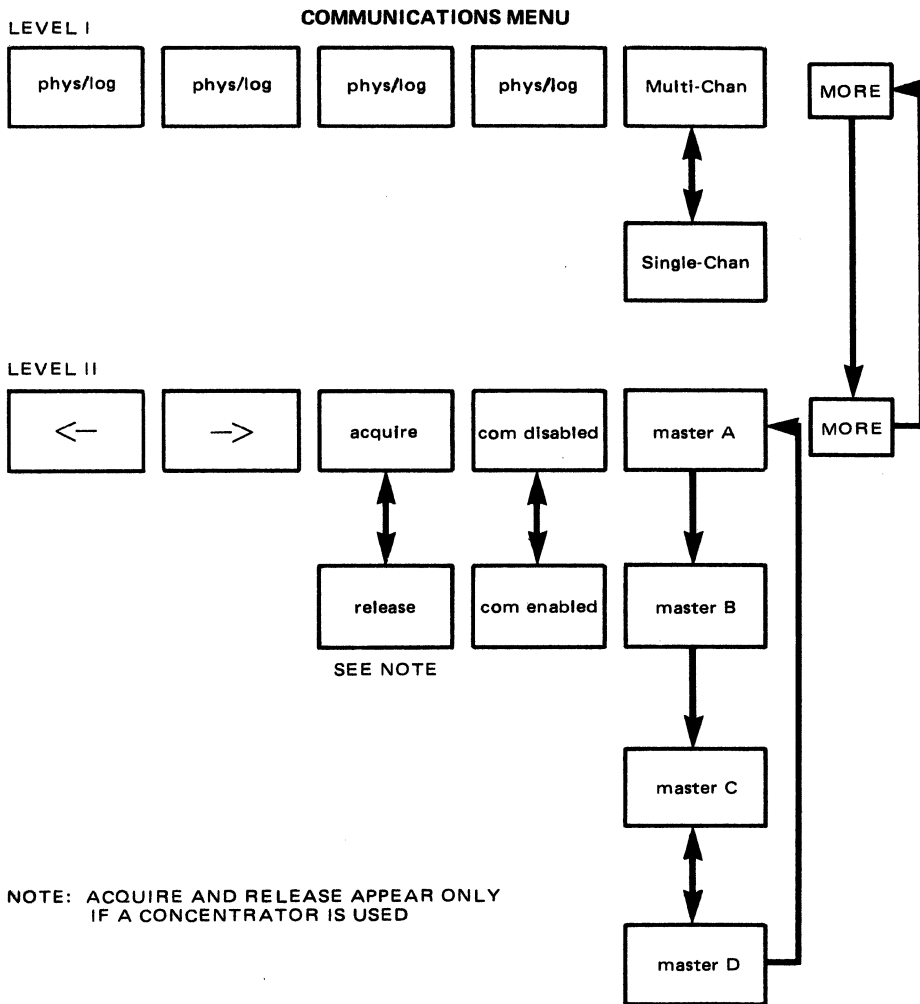 COMMUNICATIONS MENU
LEVEL I
phys/log
phys/log
phys/log
phys/log
Multi-Chan
MORE
Single-Chan
LEVEL II
<—
—>
acquire
com disabled
master A
MORE
release
com enabled
master B
SEE NOTE
master C
NOTE: ACQUIRE AND RELEASE APPEAR ONLY
IF A CONCENTRATOR IS USED
master D